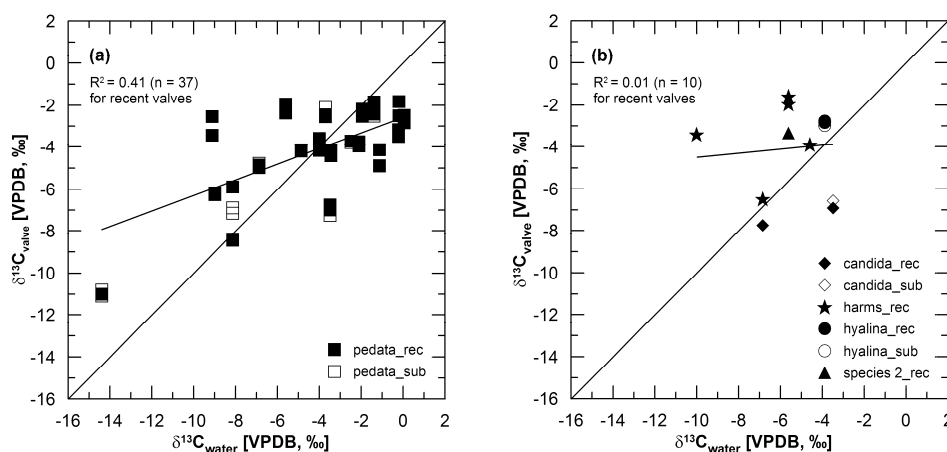 (a)
R² = 0.41 (n = 37)
for recent valves
2
0
-2
-4
-6
-8
-10
-12
-14
-16
δ¹³Cvalve [VPDB, ‰]
pedata_rec
pedata_sub
-16 -14 -12 -10 -8 -6 -4 -2 0 2
δ¹³Cwater [VPDB, ‰]
(b)
R² = 0.01 (n = 10)
for recent valves
2
0
-2
-4
-6
-8
-10
-12
-14
-16
δ¹³Cvalve [VPDB, ‰]
candida_rec
candida_sub
harms_rec
hyalina_rec
hyalina_sub
species 2_rec
-16 -14 -12 -10 -8 -6 -4 -2 0 2
δ¹³Cwater [VPDB, ‰]